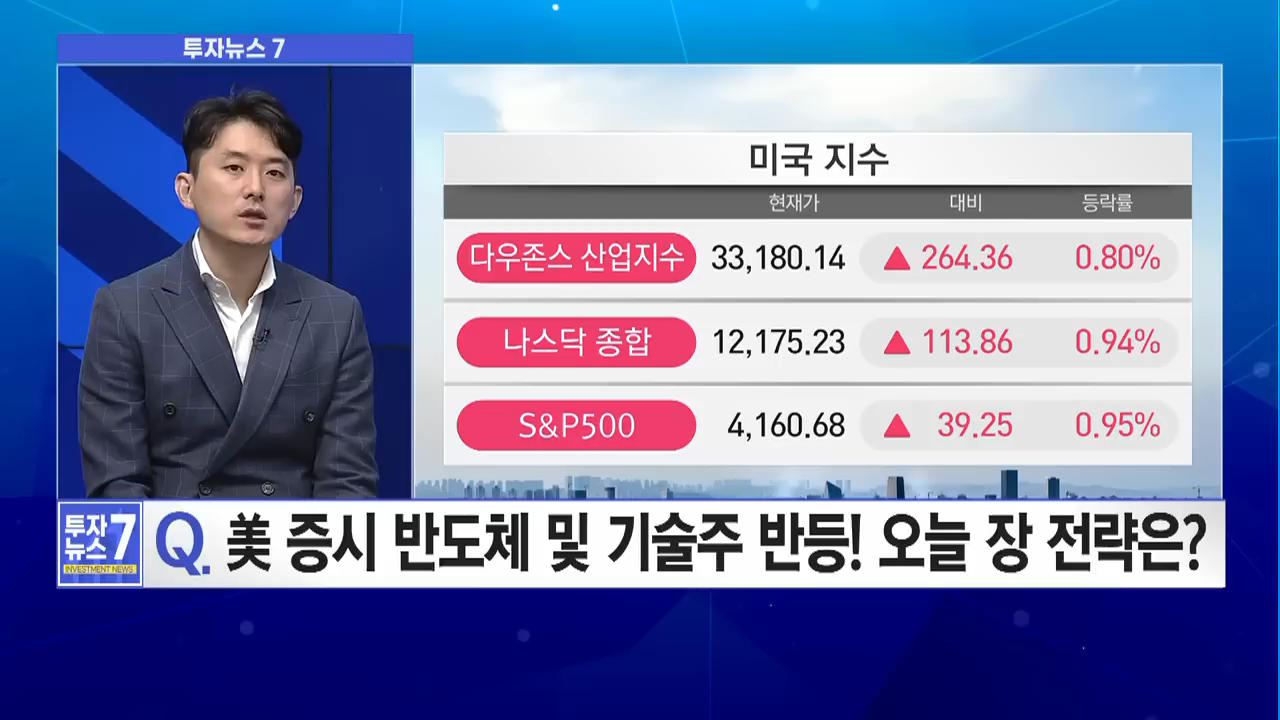 투자뉴스 7
미국 지수
현재가 대비 등락률
다우존스 산업지수 33,180.14 ▲ 264.36 0.80%
나스닥 종합 12,175.23 ▲ 113.86 0.94%
S&P500 4,160.68 ▲ 39.25 0.95%
투자
뉴스 7
INVESTMENT NEWS
Q. 美 증시 반도체 및 기술주 반등! 오늘 장 전략은?